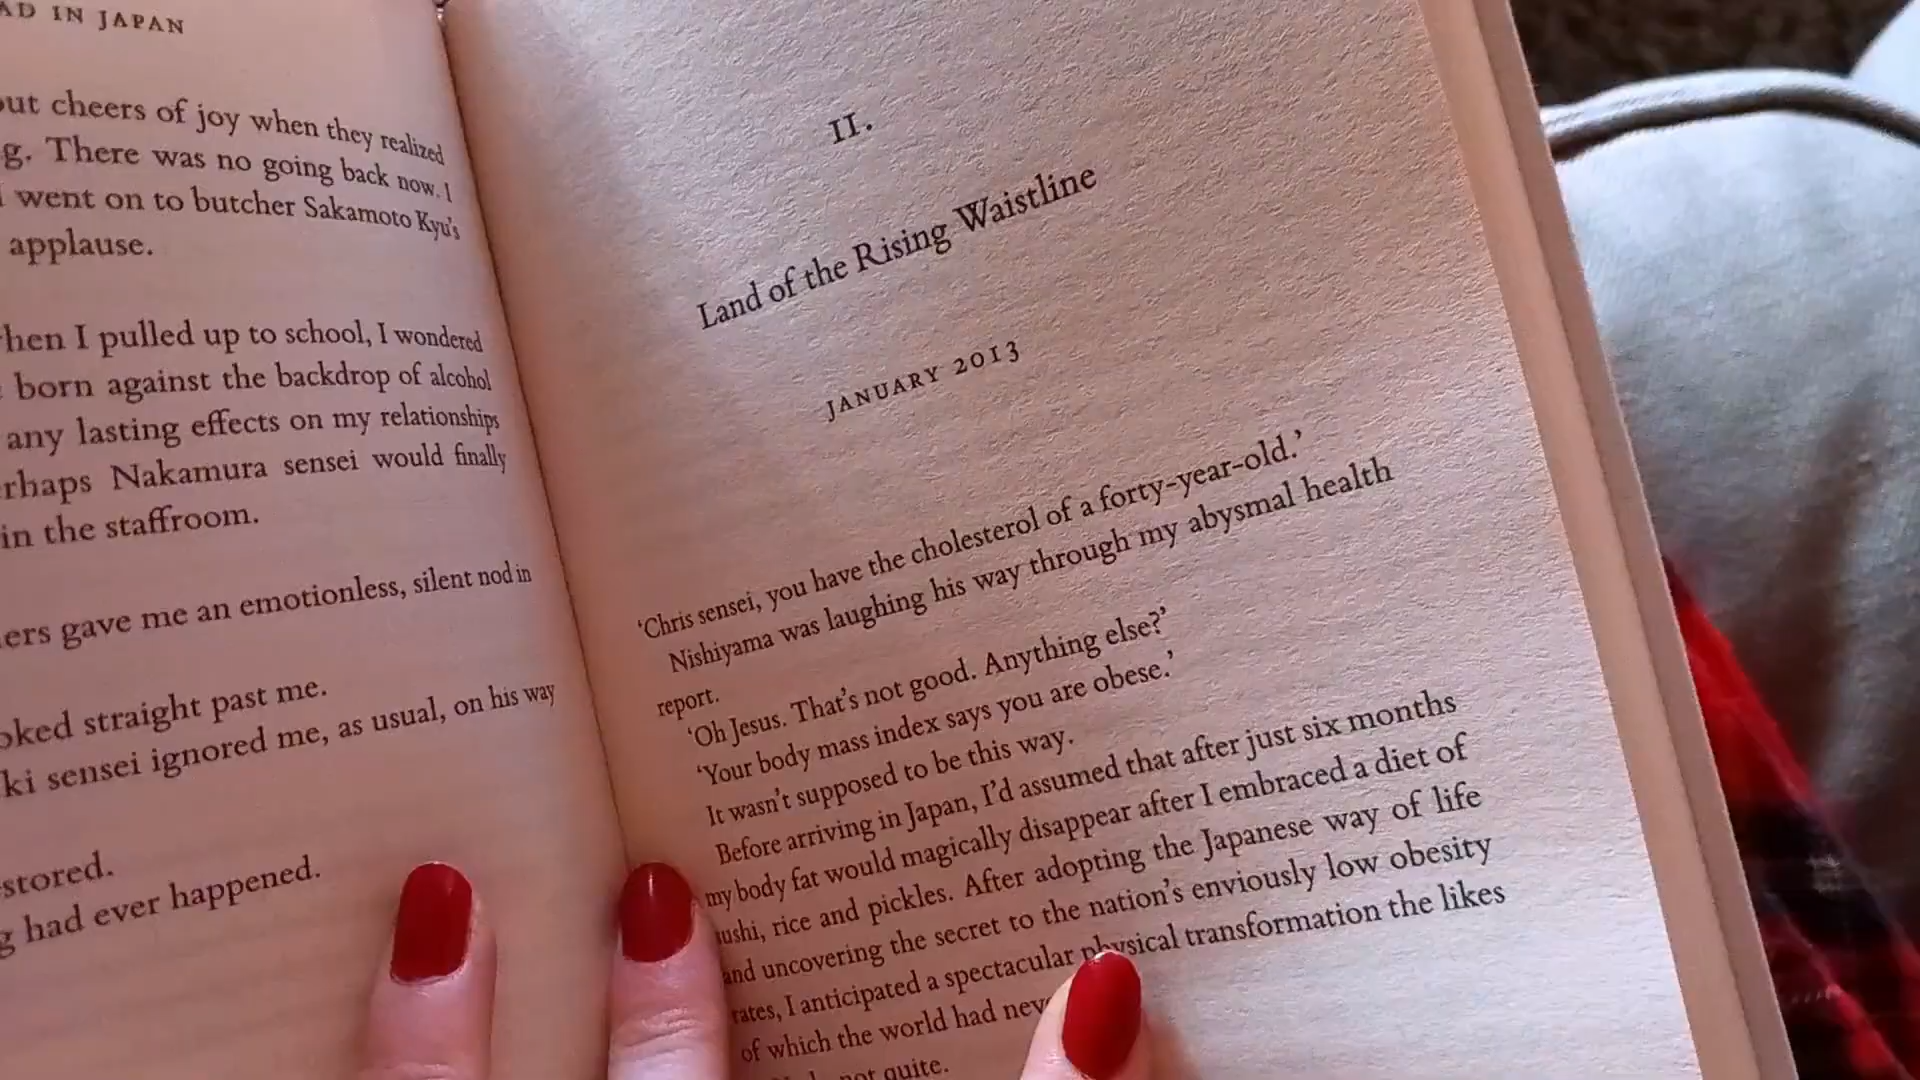 IN JAPAN
out cheers of joy when they realized
There was no going back now. I
went on to butcher Sakamoto Kyu's
applause.
when I pulled up to school, I wondered
born against the backdrop of alcohol
any lasting effects on my relationships
Nakamura sensei would finally
in the staffroom.
gave me an emotionless, silent nod in
straight past me.
sensei ignored me, as usual, on his way
had ever happened.
II.
Land of the Rising Waistline
JANUARY 2013
'Chris sensei, you have the cholesterol of a forty-year-old.'
Nishiyama was laughing his way through my abysmal health
report.
'Oh Jesus. That's not good. Anything else?'
'Your body mass index says you are obese.'
It wasn't supposed to be this way.
Before arriving in Japan, I'd assumed that after just six months
my body fat would magically disappear after I embraced a diet of
sushi, rice and pickles. After adopting the Japanese way of life
and uncovering the secret to the nation's enviously low obesity
rates, I anticipated a spectacular physical transformation the likes
of which the world had
not quite.